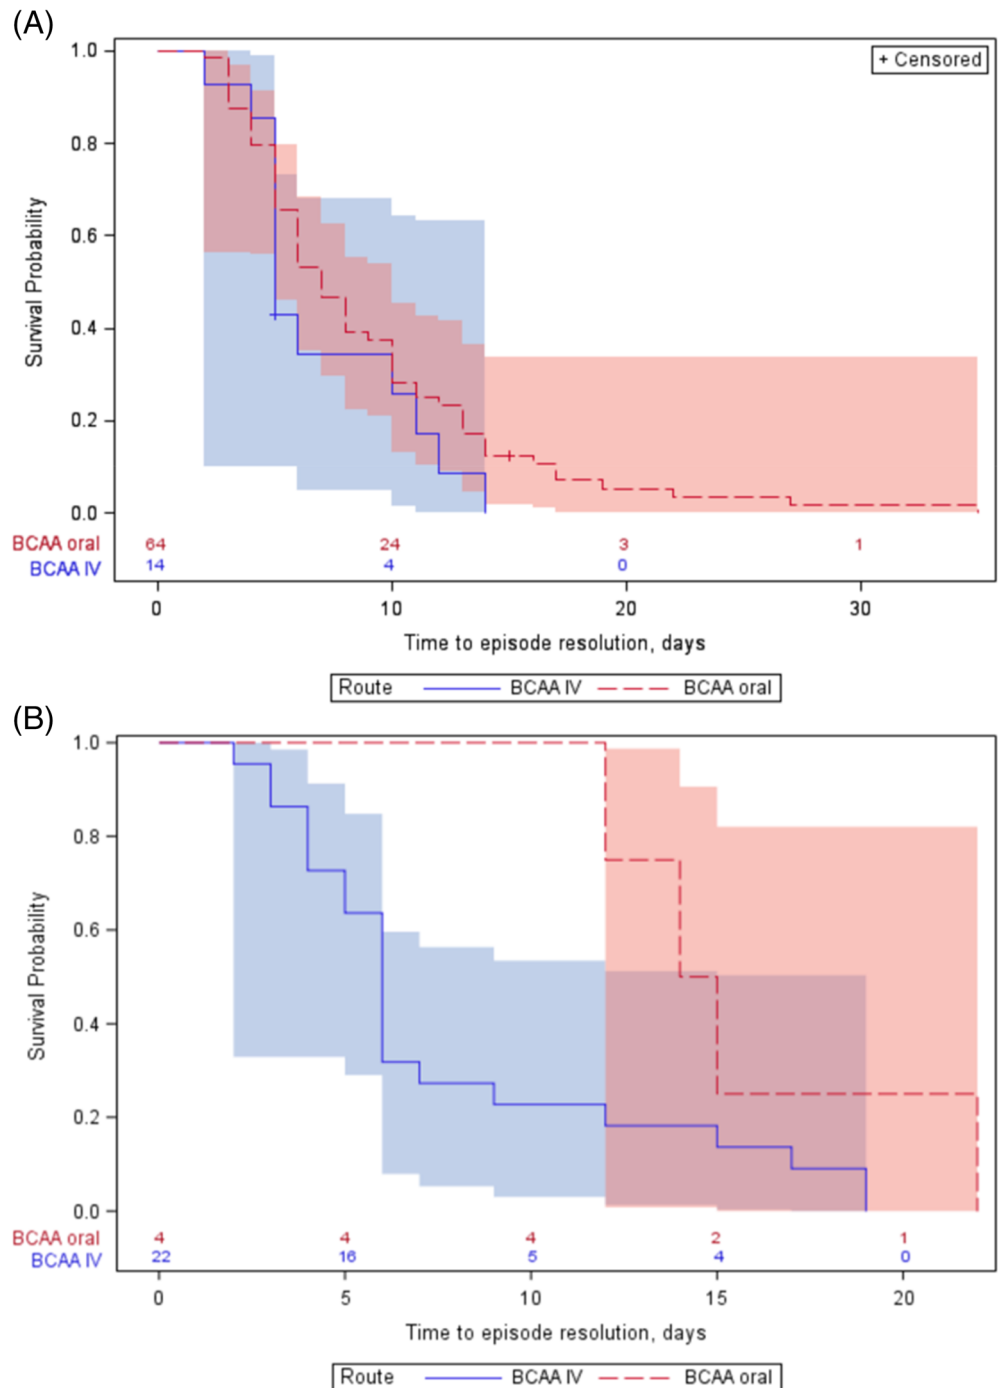 (A)
+ Censored
Survival Probability
1.0
0.8
0.6
0.4
0.2
0.0
BCAA oral 64 24 3 1
BCAA IV 14 4 0
0 10 20 30
Time to episode resolution, days
Route BCAA IV BCAA oral
(B)
Survival Probability
1.0
0.8
0.6
0.4
0.2
0.0
BCAA oral 4 4 4 2 1
BCAA IV 22 16 5 4 0
0 5 10 15 20
Time to episode resolution, days
Route BCAA IV BCAA oral